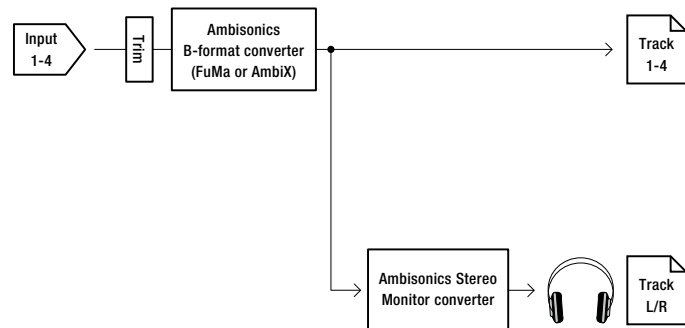 Input
1-4
Trim
Ambisonics
B-format converter
(FuMa or AmbiX)
Track
1-4
Ambisonics Stereo
Monitor converter
Track
L/R